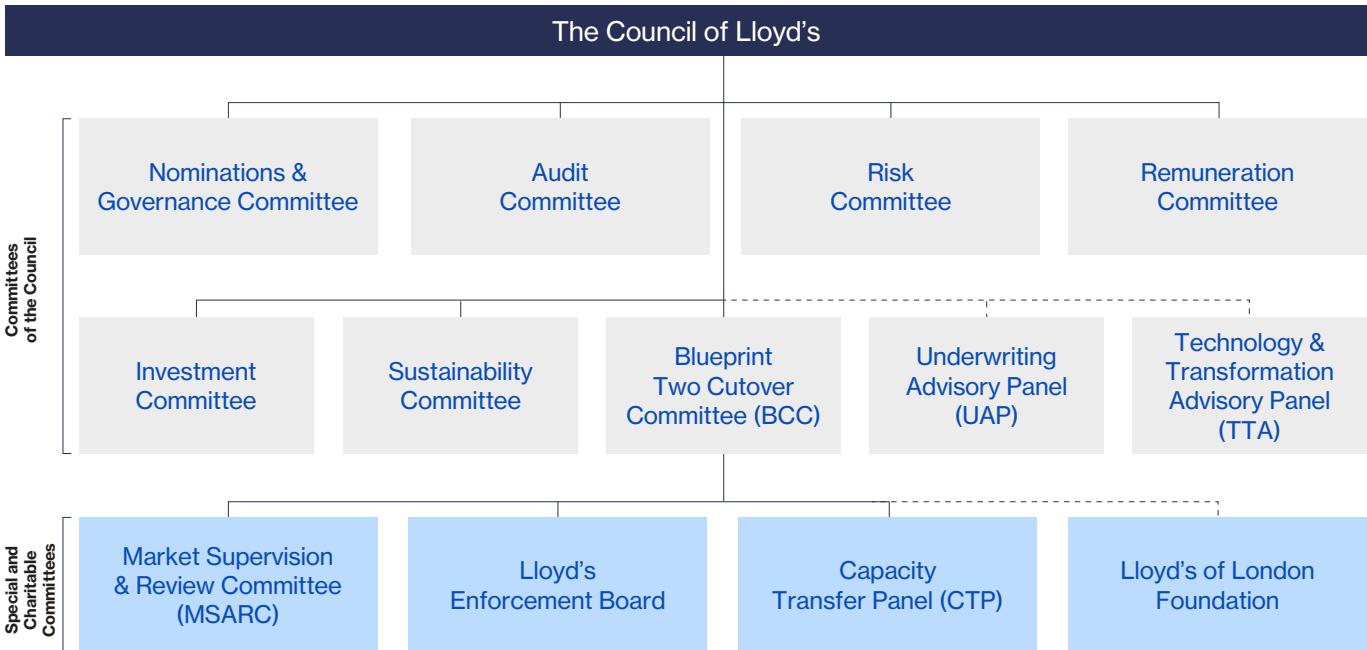 The Council of Lloyd's
Committees
of the Council
Nominations &
Governance Committee
Audit
Committee
Risk
Committee
Remuneration
Committee
Investment
Committee
Sustainability
Committee
Blueprint
Two Cutover
Committee (BCC)
Underwriting
Advisory Panel
(UAP)
Technology &
Transformation
Advisory Panel
(TTA)
Special and
Charitable
Committees
Market Supervision
& Review Committee
(MSARC)
Lloyd's
Enforcement Board
Capacity
Transfer Panel (CTP)
Lloyd's of London
Foundation